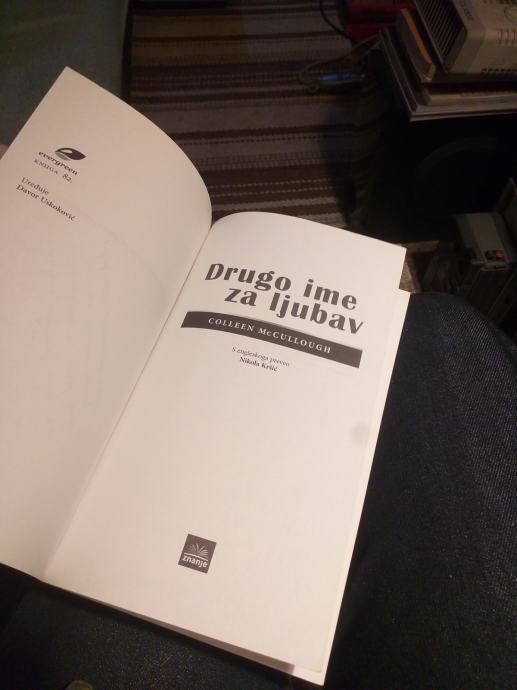 evergreen
KNJIGA 82.
Uređuje
Davor Uskoković
Drugo ime
za ljubav
COLLEEN McCULLOUGH
S engleskoga preveo
Nikola Kršić
znanje